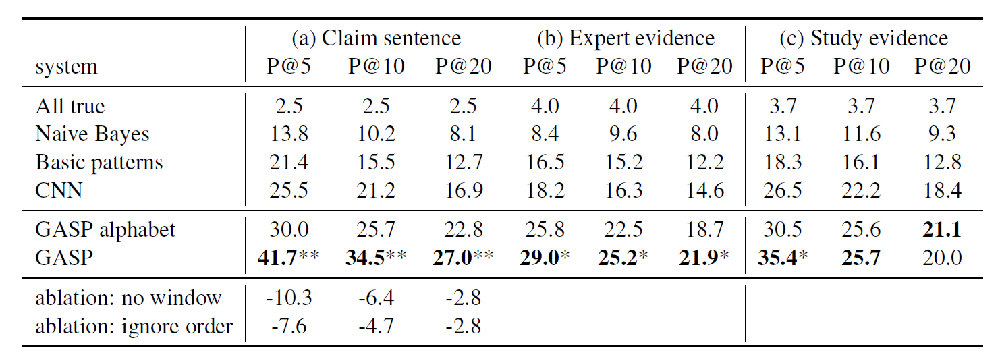 (a) Claim sentence (b) Expert evidence (c) Study evidence
system P@5 P@10 P@20 P@5 P@10 P@20 P@5 P@10 P@20
All true 2.5 2.5 2.5 4.0 4.0 4.0 3.7 3.7 3.7
Naive Bayes 13.8 10.2 8.1 8.4 9.6 8.0 13.1 11.6 9.3
Basic patterns 21.4 15.5 12.7 16.5 15.2 12.2 18.3 16.1 12.8
CNN 25.5 21.2 16.9 18.2 16.3 14.6 26.5 22.2 18.4
GASP alphabet 30.0 25.7 22.8 25.8 22.5 18.7 30.5 25.6 21.1
GASP 41.7** 34.5** 27.0** 29.0* 25.2* 21.9* 35.4* 25.7 20.0
ablation: no window -10.3 -6.4 -2.8
ablation: ignore order -7.6 -4.7 -2.8